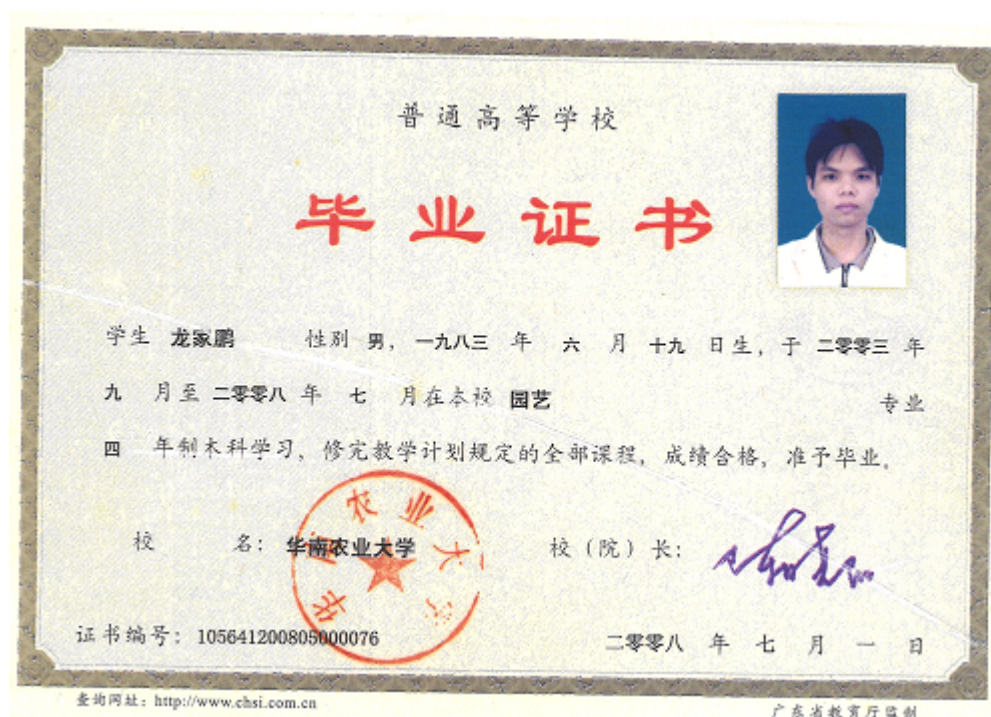 普通高等学校
毕业证书
学生 龙家鹏 性别 男，一九八三 年 六 月 十九 日生，于 二零零三 年
九 月至 二零零八 年 七 月在本校 园艺 专业
四 年制本科学习，修完教学计划规定的全部课程，成绩合格，准予毕业。
校 名：华南农业大学 校（院）长：
华南农业大学
证书编号：105641200805000076 二零零八 年 七 月 一 日
查询网址：http://www.chsi.com.cn 广东省教育厅监制